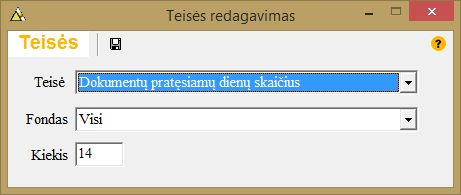 Teisės redagavimas
Teisės
?
Teisė Dokumentų pratęsiamų dienų skaičius
Fondas Visi
Kiekis 14